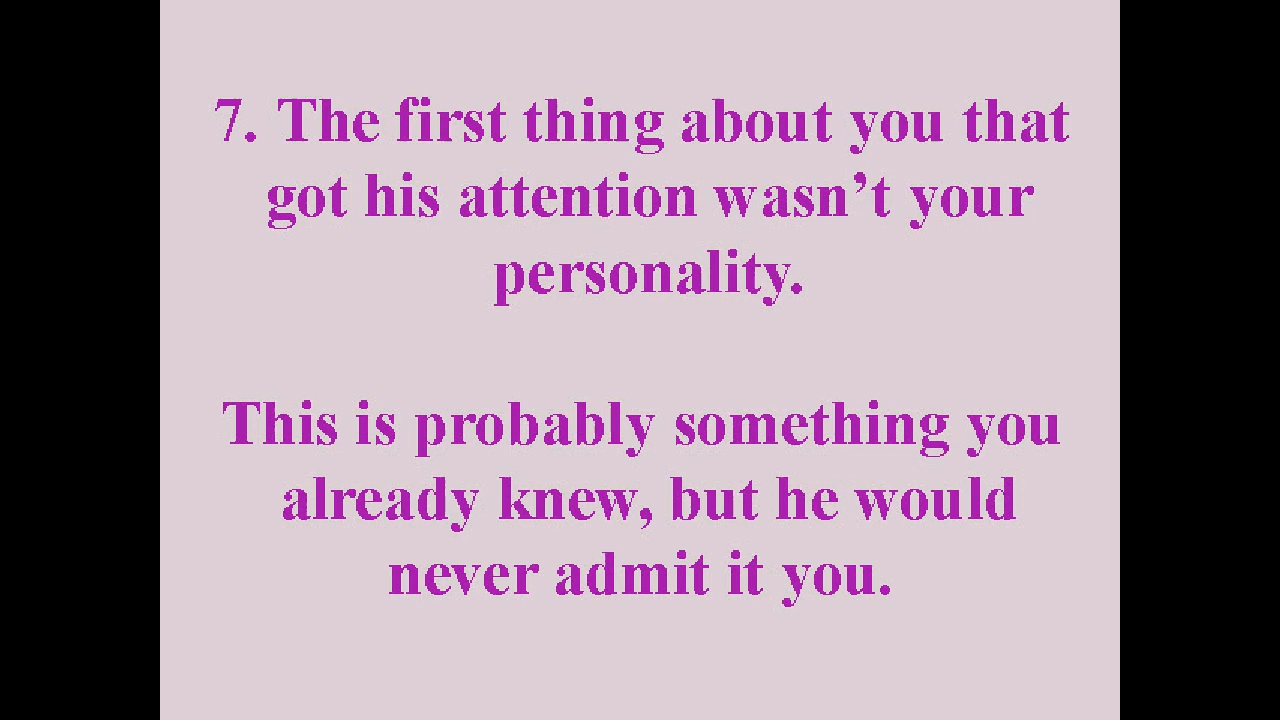 7. The first thing about you that
got his attention wasn’t your
personality.
This is probably something you
already knew, but he would
never admit it you.